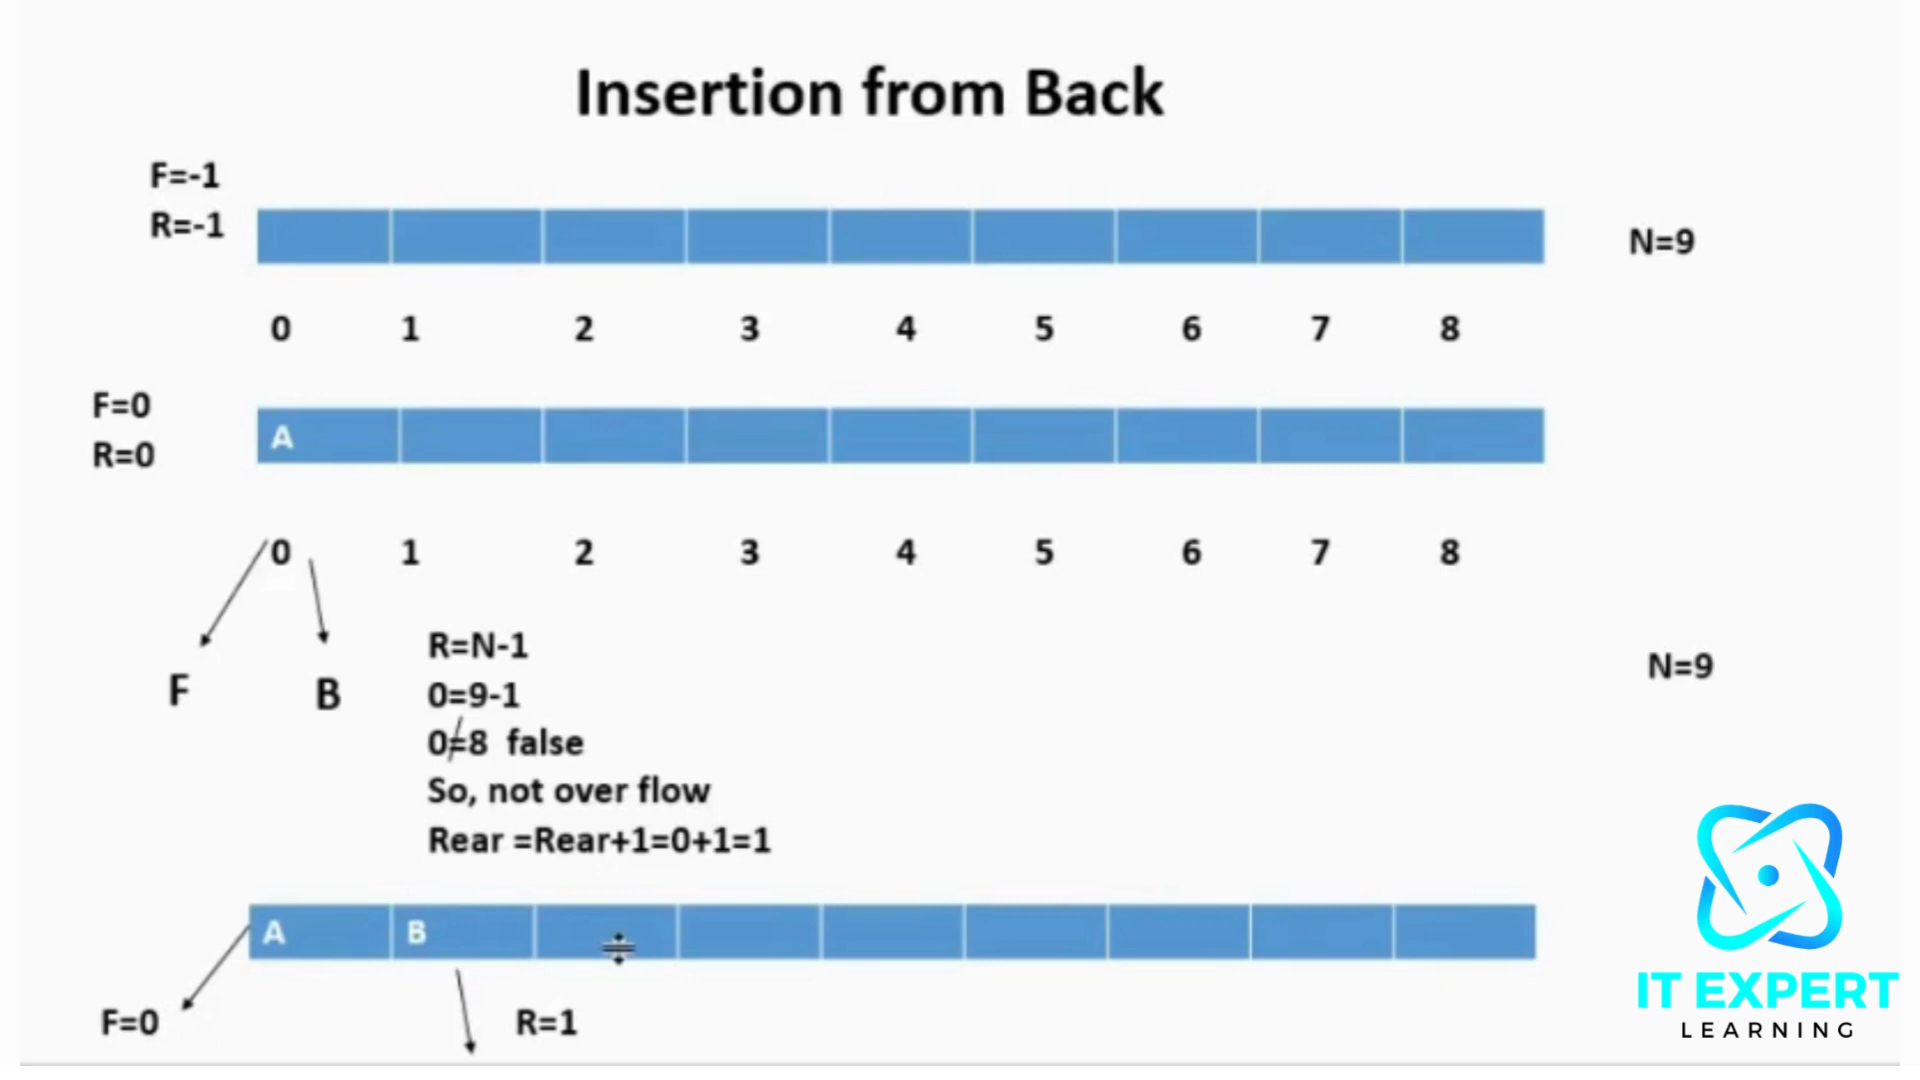 Insertion from Back
F=-1
R=-1
N=9
0 1 2 3 4 5 6 7 8
F=0
R=0
A
0 1 2 3 4 5 6 7 8
F B
R=N-1
0=9-1
0≠8 false
So, not over flow
Rear =Rear+1=0+1=1
N=9
A B
F=0 R=1
IT EXPERT
LEARNING